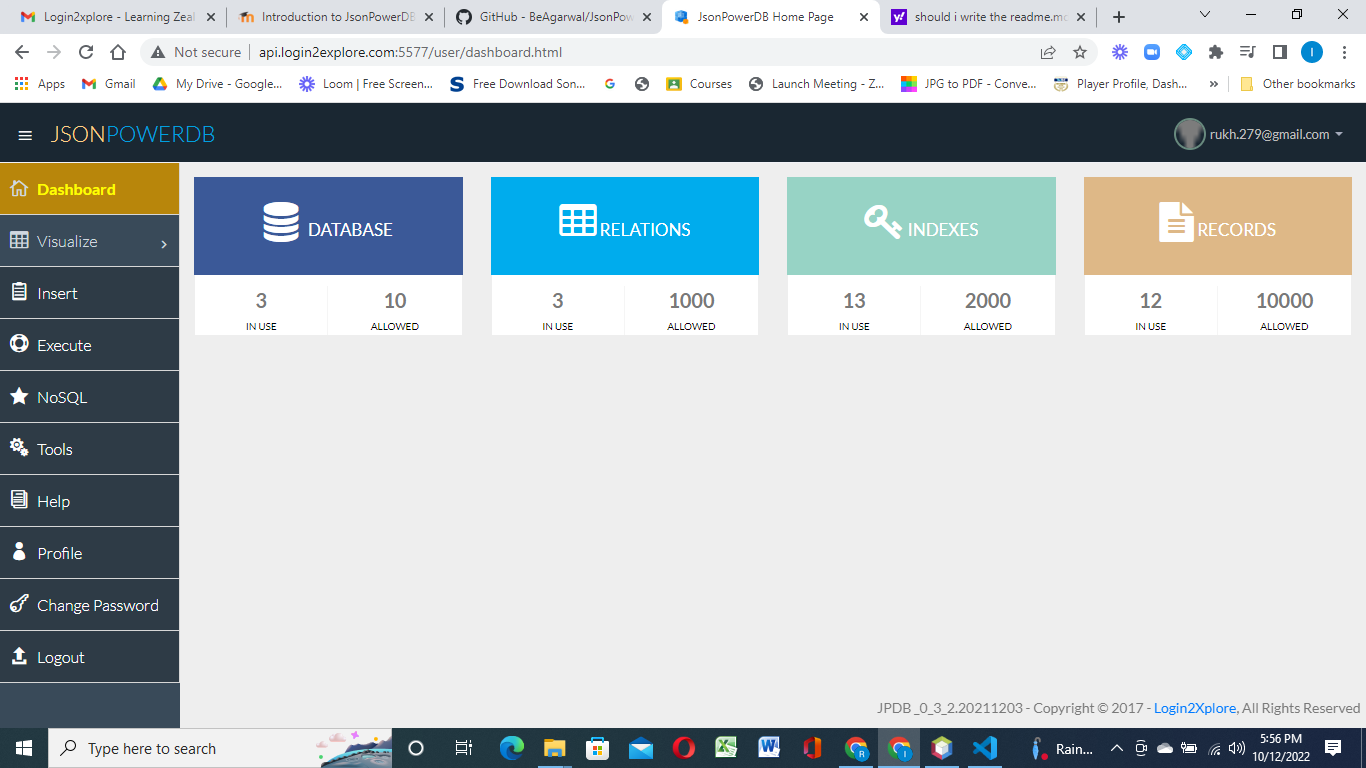 Login2xplore - Learning Zeal
Introduction to JsonPowerDB
GitHub - BeAgarwal/JsonPow
JsonPowerDB Home Page
should i write the readme.mo
Not secure
api.login2explore.com:5577/user/dashboard.html
I
Apps
Gmail
My Drive - Google...
Loom | Free Screen...
Free Download Son...
Courses
Launch Meeting - Z...
JPG to PDF - Conve...
Player Profile, Dash...
»
Other bookmarks
JSONPOWERDB
rukh.279@gmail.com
Dashboard
Visualize
Insert
Execute
NoSQL
Tools
Help
Profile
Change Password
Logout
DATABASE
3
IN USE
10
ALLOWED
RELATIONS
3
IN USE
1000
ALLOWED
INDEXES
13
IN USE
2000
ALLOWED
RECORDS
12
IN USE
10000
ALLOWED
JPDB_0_3_2.20211203 - Copyright © 2017 - Login2Xplore, All Rights Reserved
Type here to search
Rain...
5:56 PM
10/12/2022